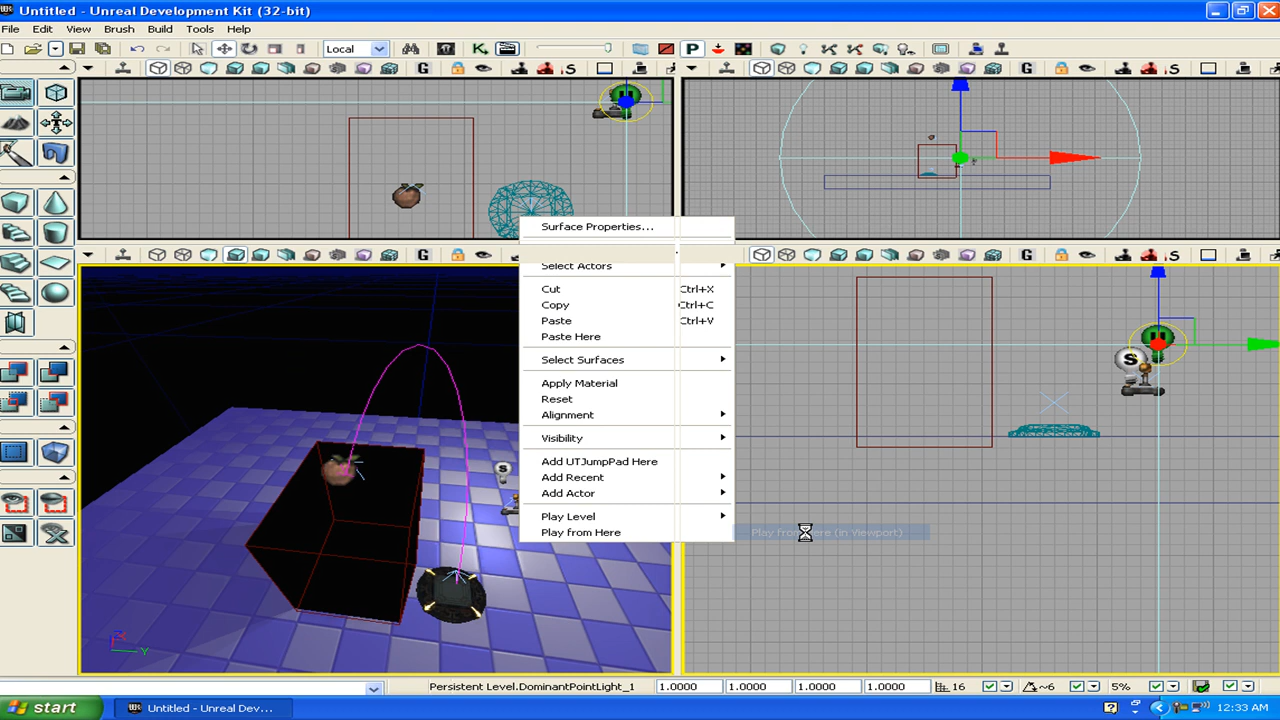 Untitled - Unreal Development Kit (32-bit)
File Edit View Brush Build Tools Help
Local
P
G S G S
G G S
Surface Properties...
Select Actors
Cut Ctrl+X
Copy Ctrl+C
Paste Ctrl+V
Paste Here
Select Surfaces
Apply Material
Reset
Alignment
Visibility
Add UTJumpPad Here
Add Recent
Add Actor
Play Level
Play from Here Play from Here (in Viewport)
S
S
Y
Persistent Level.DominantPointLight_1 1.0000 1.0000 1.0000 1.0000 16 ~6 5%
start Untitled - Unreal Dev... 12:33 AM